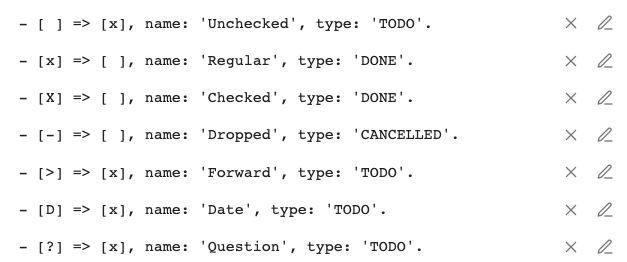 - [ ] => [x], name: 'Unchecked', type: 'TODO'.
- [x] => [ ], name: 'Regular', type: 'DONE'.
- [X] => [ ], name: 'Checked', type: 'DONE'.
- [-] => [ ], name: 'Dropped', type: 'CANCELLED'.
- [>] => [x], name: 'Forward', type: 'TODO'.
- [D] => [x], name: 'Date', type: 'TODO'.
- [?] => [x], name: 'Question', type: 'TODO'.